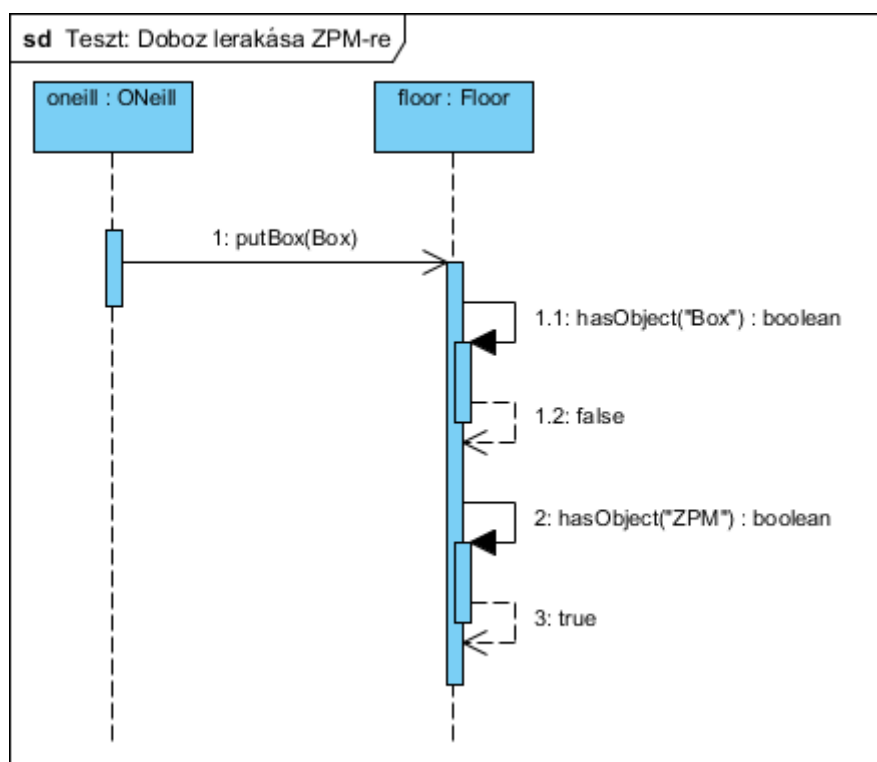 sd Teszt: Doboz lerakása ZPM-re
oneill : ONeill
floor : Floor
1: putBox(Box)
1.1: hasObject("Box") : boolean
1.2: false
2: hasObject("ZPM") : boolean
3: true